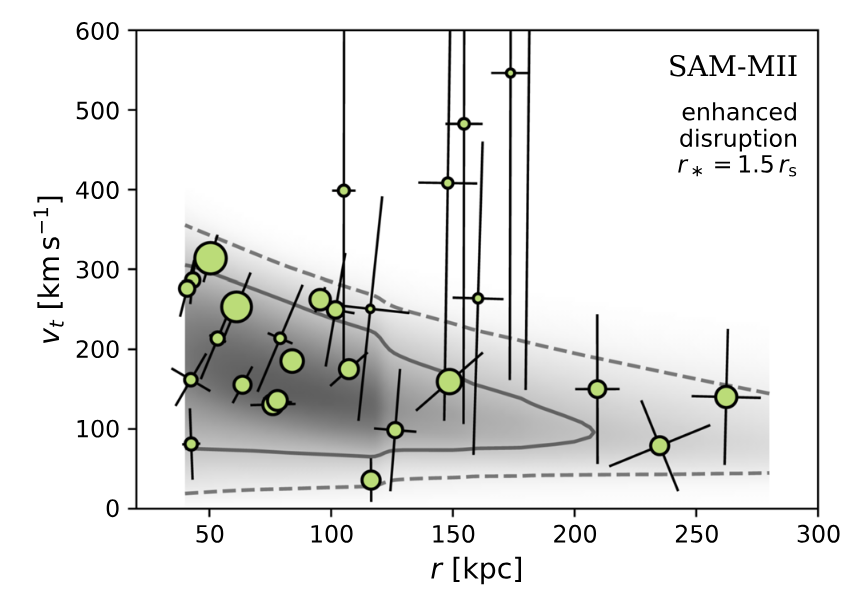 600
SAM-MII
enhanced
disruption
r* = 1.5 rs
500
400
300
200
100
0
vt [km s−1]
50 100 150 200 250 300
r [kpc]